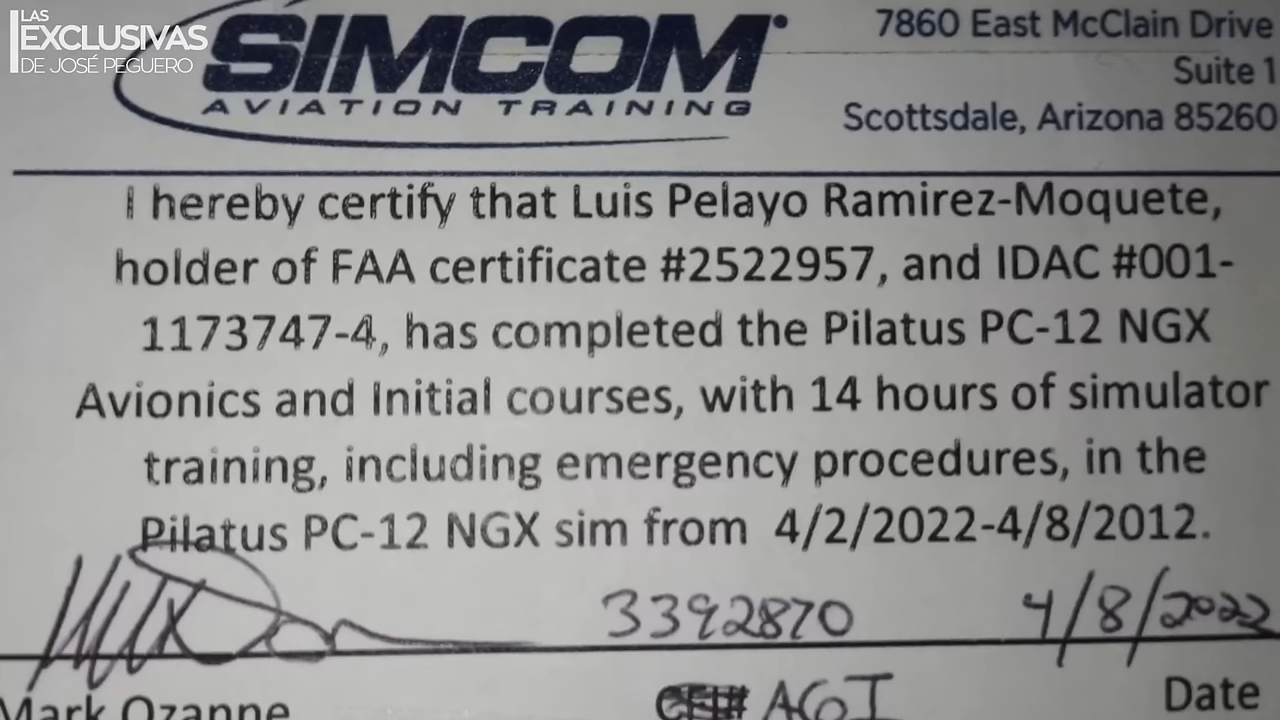 LAS
EXCLUSIVAS
DE JOSÉ PEGUERO
SIMCOM
AVIATION TRAINING
7860 East McClain Drive
Suite 1
Scottsdale, Arizona 85260
I hereby certify that Luis Pelayo Ramirez-Moquete,
holder of FAA certificate #2522957, and IDAC #001-
1173747-4, has completed the Pilatus PC-12 NGX
Avionics and Initial courses, with 14 hours of simulator
training, including emergency procedures, in the
Pilatus PC-12 NGX sim from 4/2/2022-4/8/2012.
3392870 4/8/2022
Mark Ozanne AGI Date